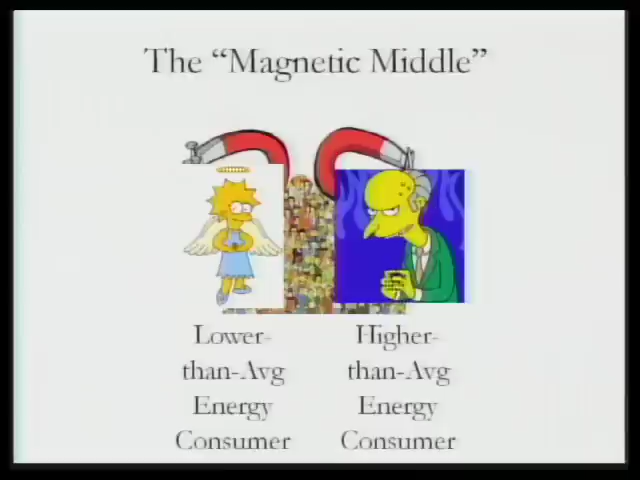 The “Magnetic Middle”
Lower-
than-Avg
Energy
Consumer
Higher-
than-Avg
Energy
Consumer